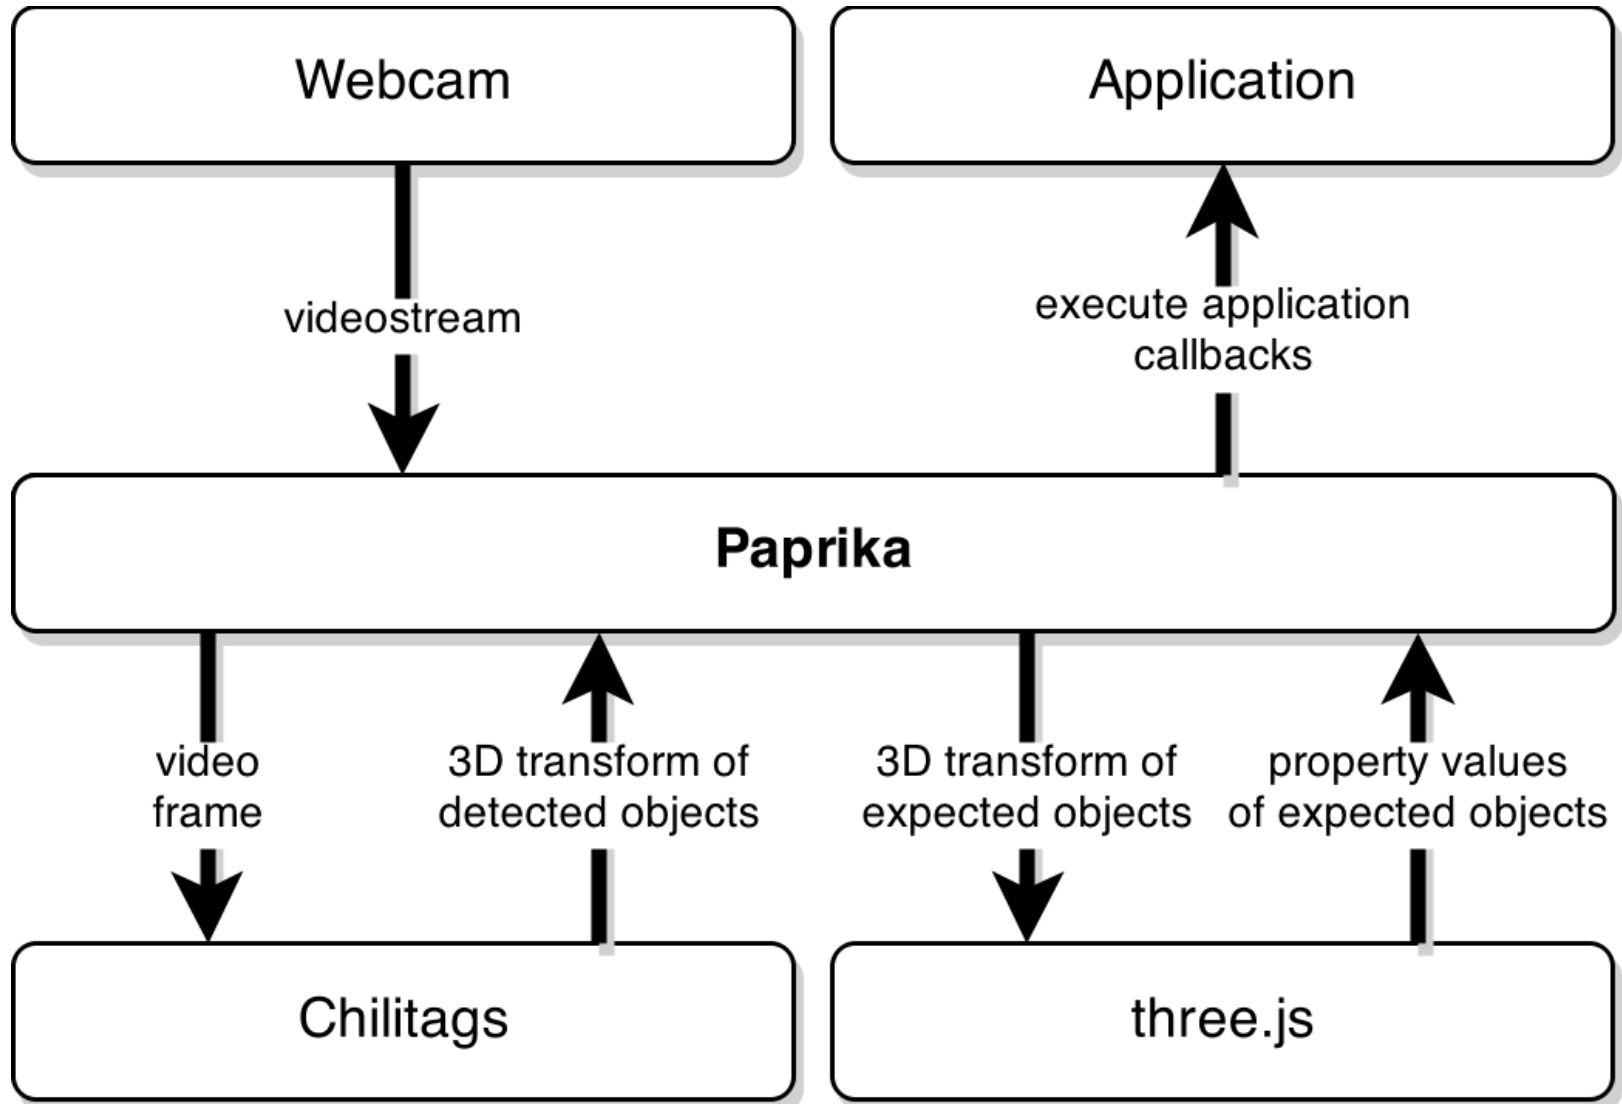 Webcam
Application
videostream
execute application
callbacks
Paprika
video
frame
3D transform of
detected objects
3D transform of
expected objects
property values
of expected objects
Chilitags
three.js